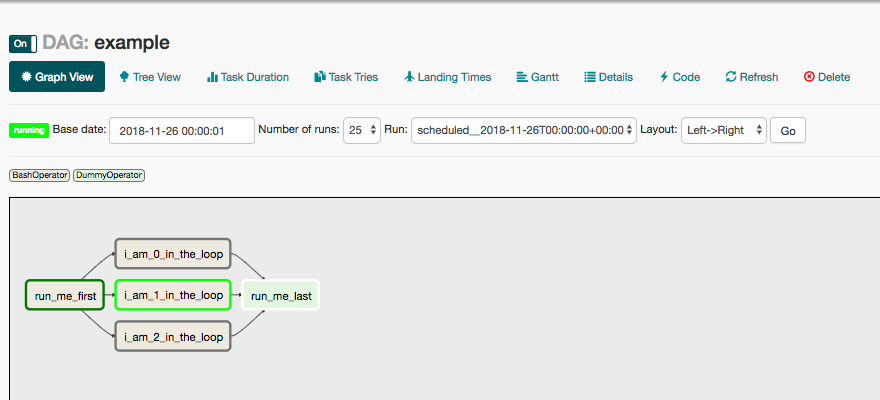 On DAG: example
Graph View Tree View Task Duration Task Tries Landing Times Gantt Details Code Refresh Delete
running Base date: 2018-11-26 00:00:01 Number of runs: 25 Run: scheduled__2018-11-26T00:00:00+00:00 Layout: Left->Right Go
BashOperator DummyOperator
i_am_0_in_the_loop
run_me_first i_am_1_in_the_loop run_me_last
i_am_2_in_the_loop